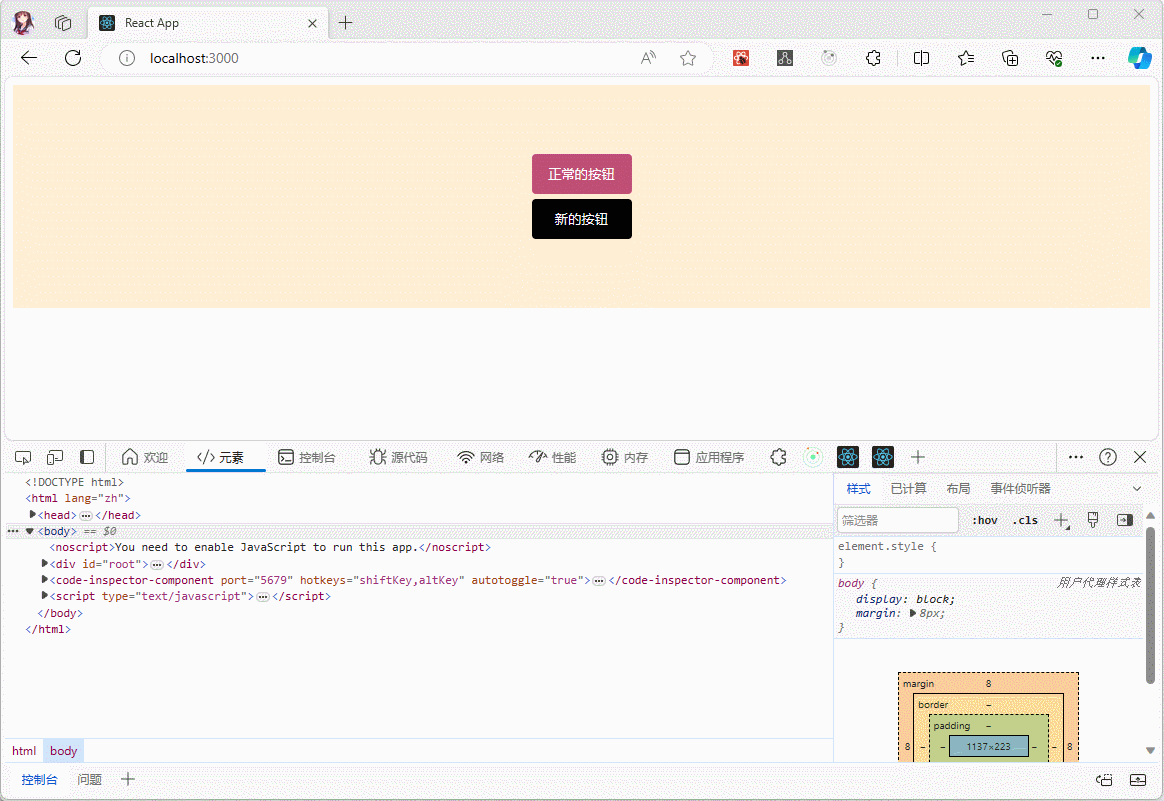 React App
localhost:3000
正常的按钮
新的按钮
欢迎
元素
控制台
源代码
网络
性能
内存
应用程序
<!DOCTYPE html>
<html lang="zh">
<head> … </head>
<body> == $0
<noscript>You need to enable JavaScript to run this app.</noscript>
<div id="root"> … </div>
<code-inspector-component port="5679" hotkeys="shiftKey,altKey" autotoggle="true"> … </code-inspector-component>
<script type="text/javascript"> … </script>
</body>
</html>
html
body
样式
已计算
布局
事件侦听器
筛选器
:hov
.cls
element.style {
}
body {
用户代理样式表
display: block;
margin: 8px;
}
margin
8
border
–
padding
–
8
–
–
1137×223
–
–
8
控制台
问题